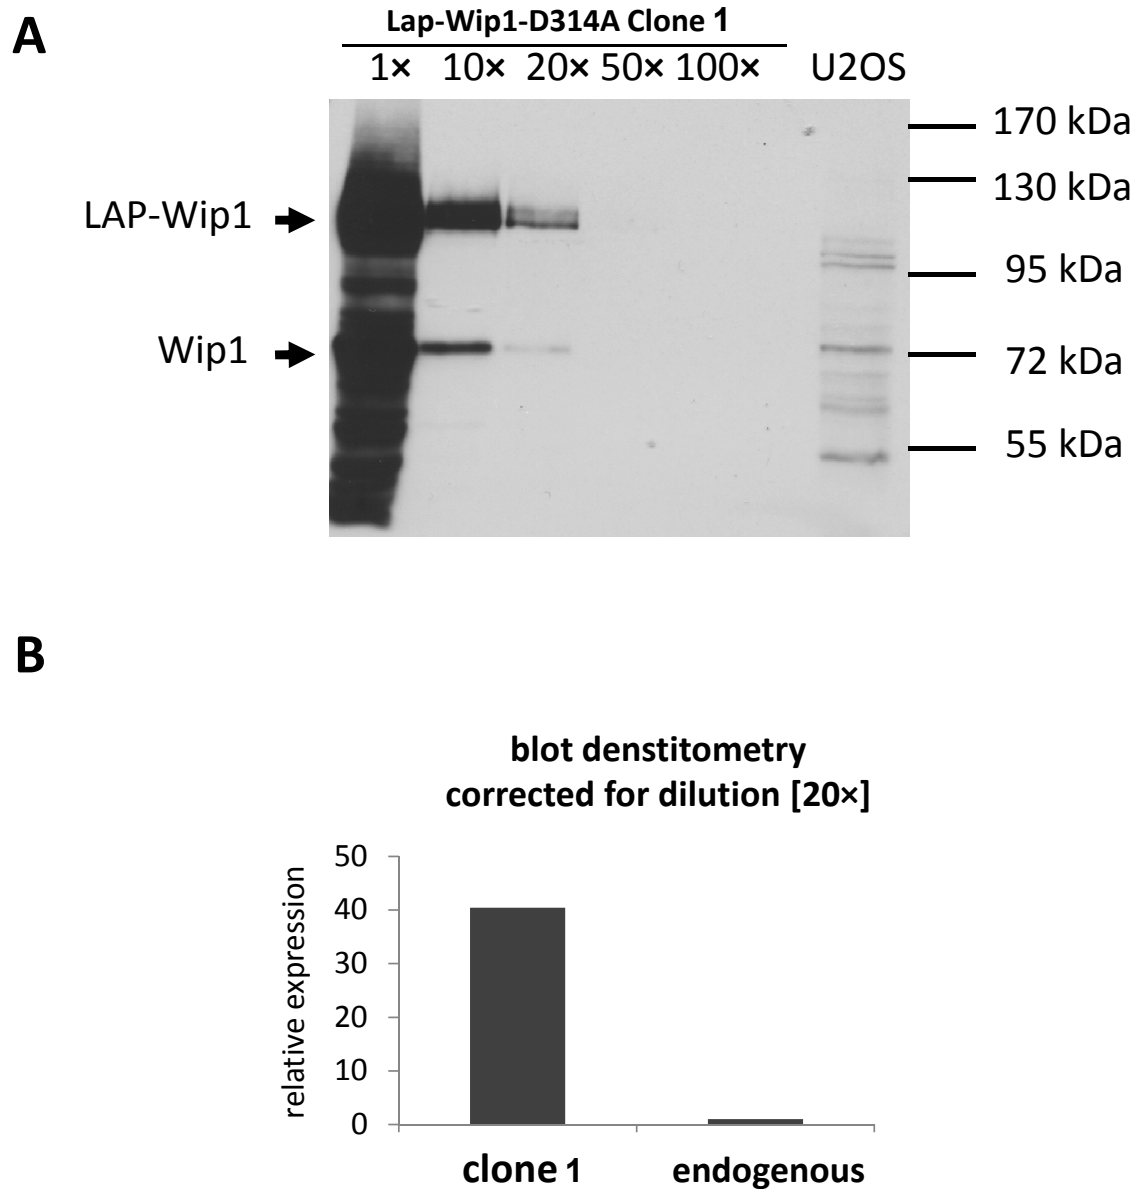 A
Lap-Wip1-D314A Clone 1
1× 10× 20× 50× 100× U2OS
170 kDa
130 kDa
LAP-Wip1
95 kDa
Wip1
72 kDa
55 kDa
B
blot denstitometry
corrected for dilution [20×]
relative expression
50
40
30
20
10
0
clone 1 endogenous